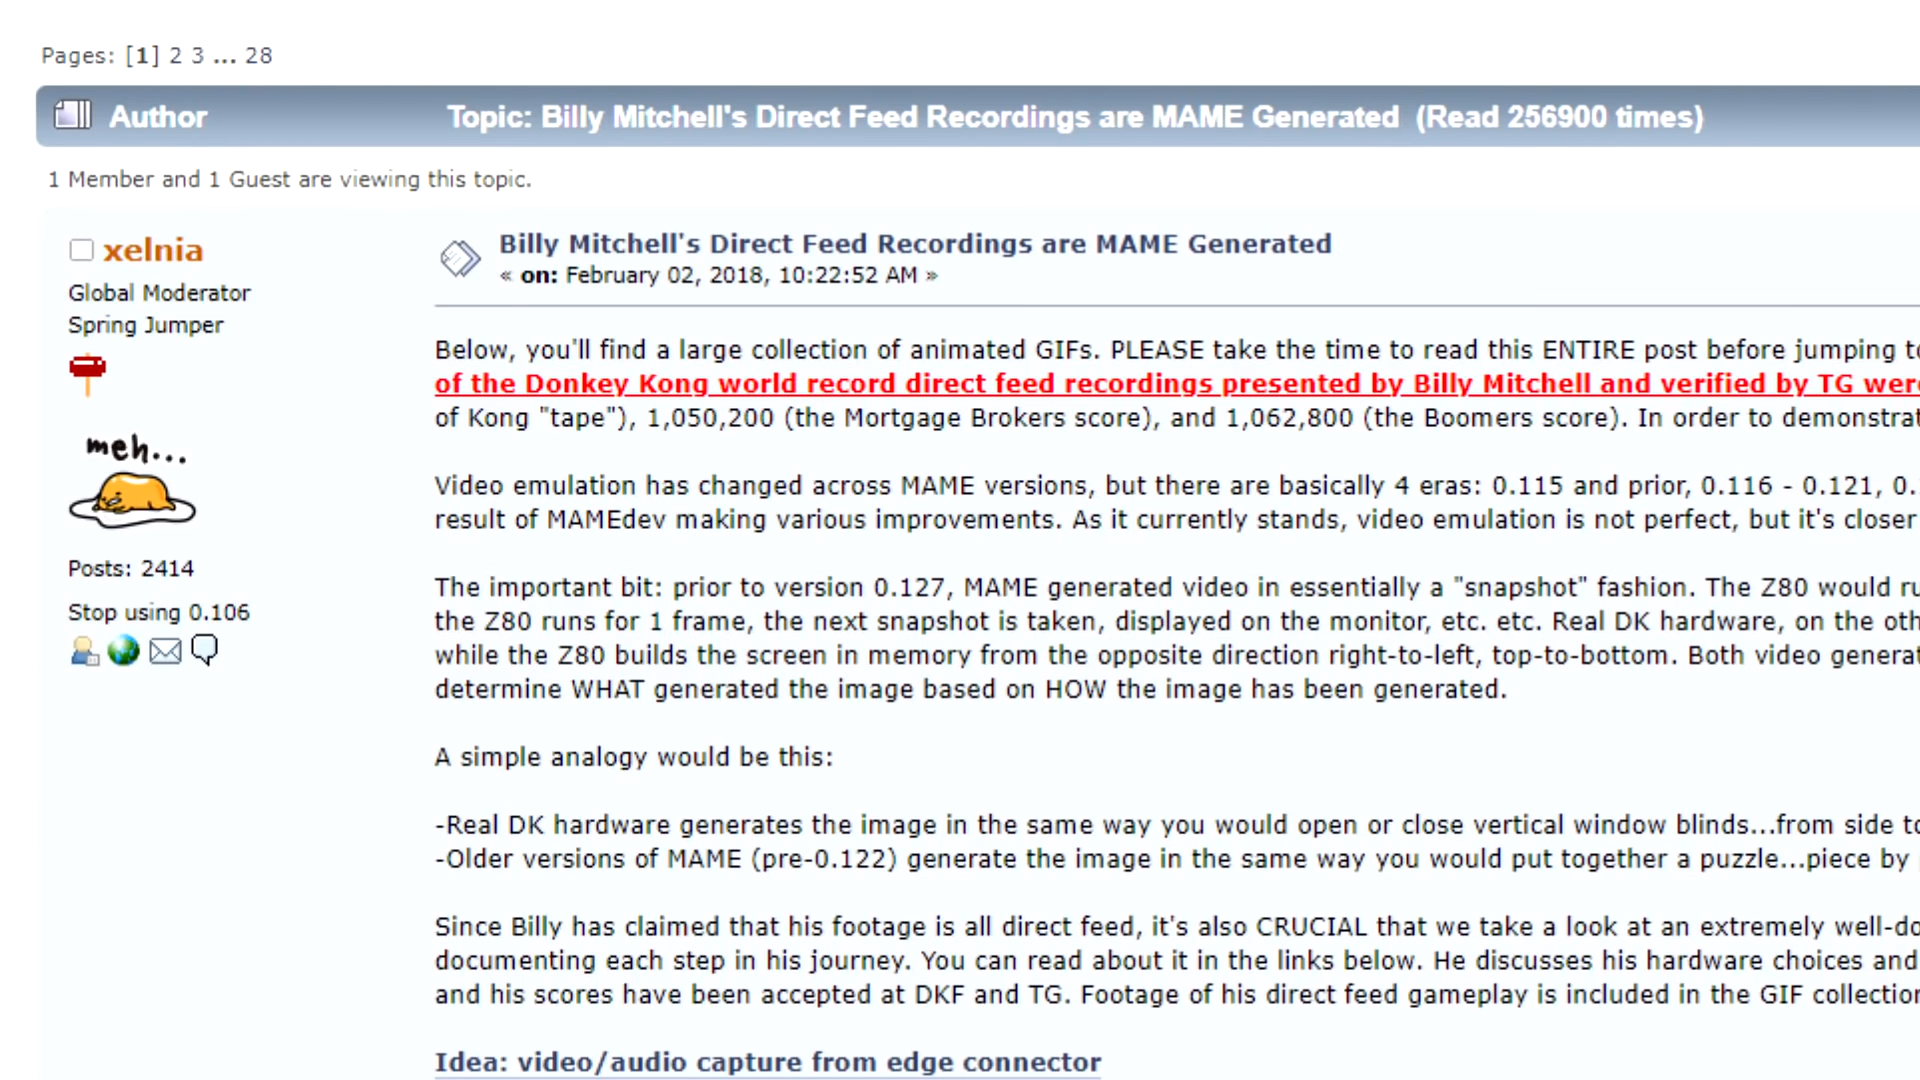 Pages: [1] 2 3 ... 28
Author Topic: Billy Mitchell's Direct Feed Recordings are MAME Generated (Read 256900 times)
1 Member and 1 Guest are viewing this topic.
xelnia
Global Moderator
Spring Jumper
meh...
Posts: 2414
Stop using 0.106
Billy Mitchell's Direct Feed Recordings are MAME Generated
« on: February 02, 2018, 10:22:52 AM »
Below, you'll find a large collection of animated GIFs. PLEASE take the time to read this ENTIRE post before jumping
of the Donkey Kong world record direct feed recordings presented by Billy Mitchell and verified by TG
of Kong "tape"), 1,050,200 (the Mortgage Brokers score), and 1,062,800 (the Boomers score). In order to
Video emulation has changed across MAME versions, but there are basically 4 eras: 0.115 and prior, 0.116 - 0.121, 0.
result of MAMEdev making various improvements. As it currently stands, video emulation is not perfect, but it's closer
The important bit: prior to version 0.127, MAME generated video in essentially a "snapshot" fashion. The Z80 would
the Z80 runs for 1 frame, the next snapshot is taken, displayed on the monitor, etc. etc. Real DK hardware, on the
while the Z80 builds the screen in memory from the opposite direction right-to-left, top-to-bottom. Both video
determine WHAT generated the image based on HOW the image has been generated.
A simple analogy would be this:
-Real DK hardware generates the image in the same way you would open or close vertical window blinds...from side
-Older versions of MAME (pre-0.122) generate the image in the same way you would put together a puzzle...piece by
Since Billy has claimed that his footage is all direct feed, it's also CRUCIAL that we take a look at an extremely
documenting each step in his journey. You can read about it in the links below. He discusses his hardware choices and
and his scores have been accepted at DKF and TG. Footage of his direct feed gameplay is included in the GIF
Idea: video/audio capture from edge connector